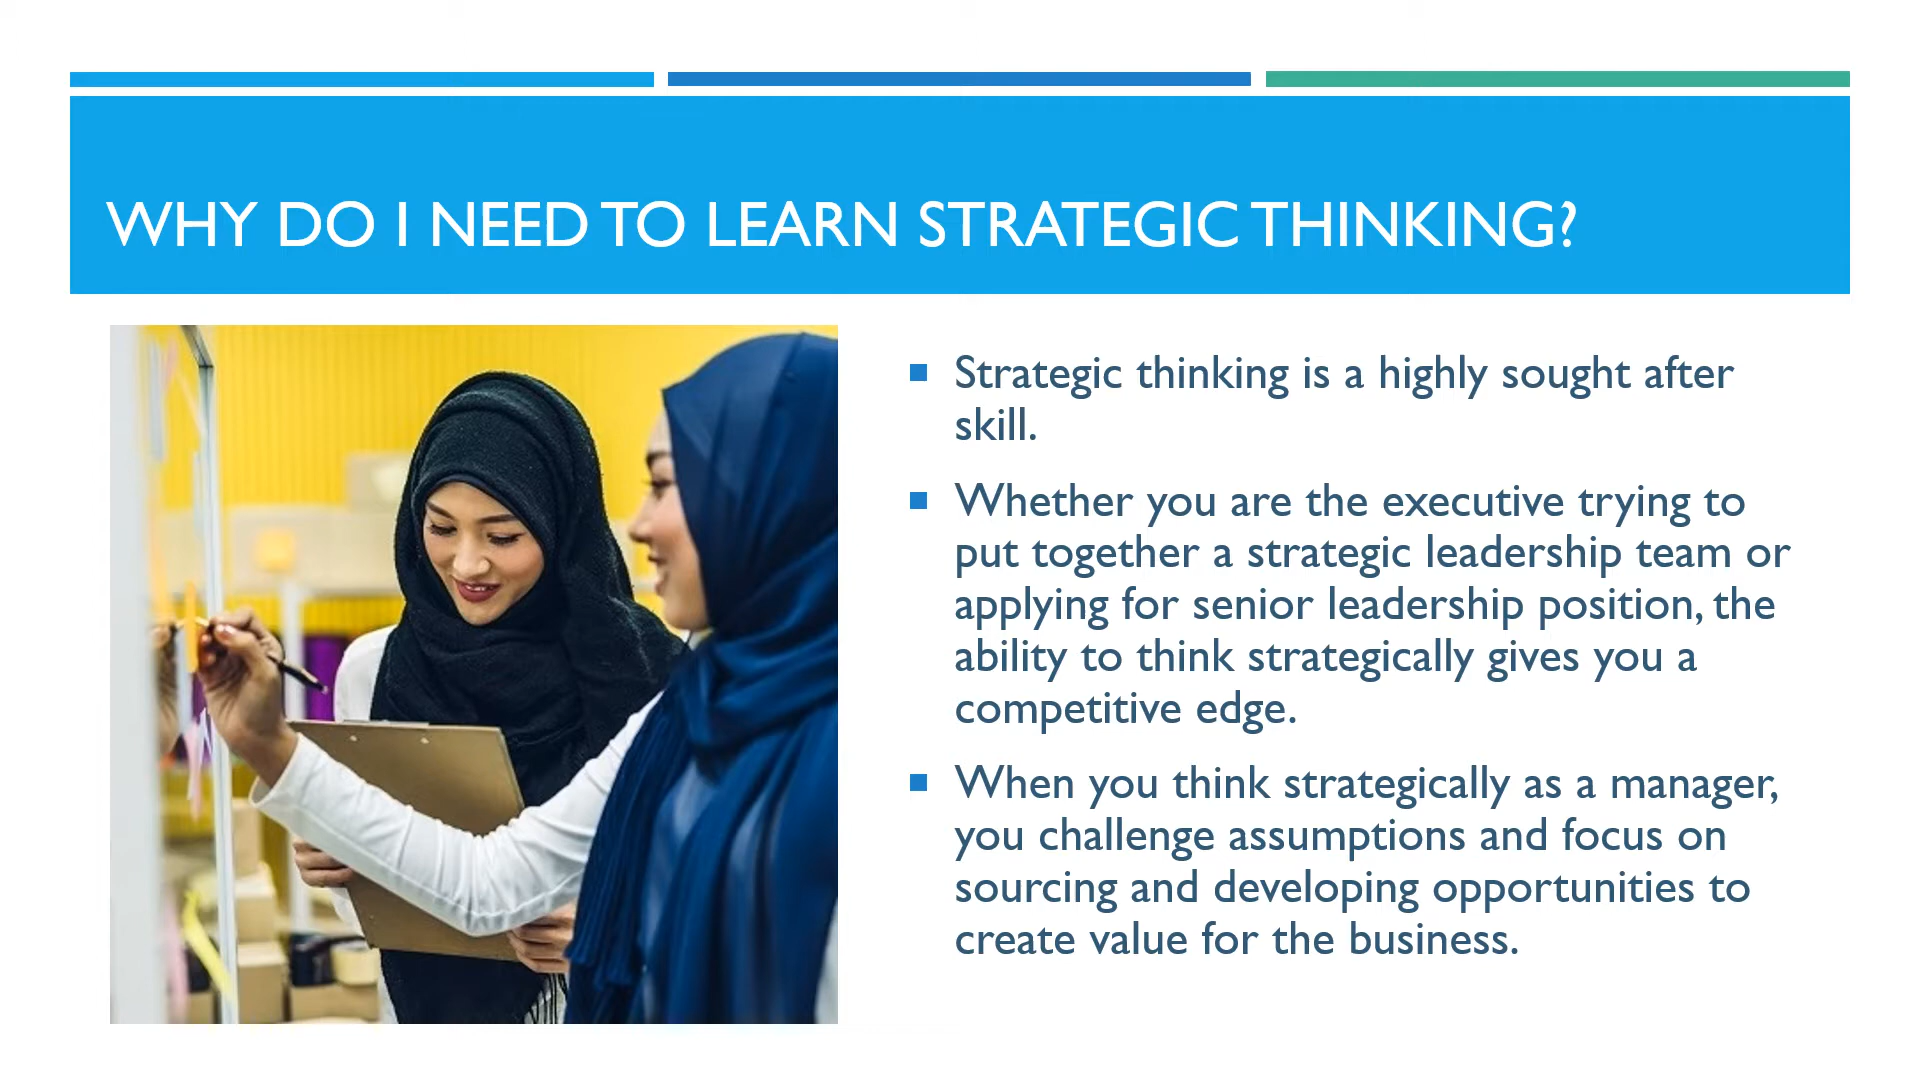 WHY DO I NEED TO LEARN STRATEGIC THINKING?
Strategic thinking is a highly sought after
skill.
Whether you are the executive trying to
put together a strategic leadership team or
applying for senior leadership position, the
ability to think strategically gives you a
competitive edge.
When you think strategically as a manager,
you challenge assumptions and focus on
sourcing and developing opportunities to
create value for the business.